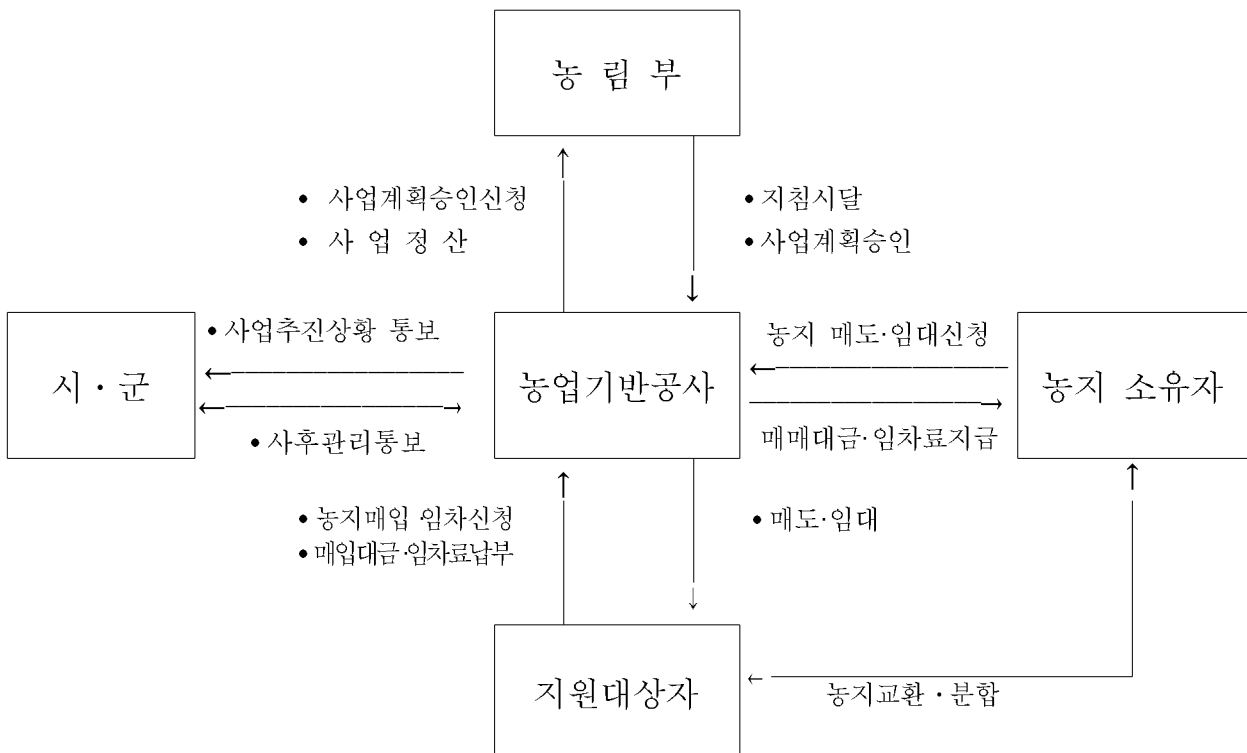 농 림 부
• 사업계획승인신청
• 사 업 정 산
• 지침시달
• 사업계획승인
시 · 군
• 사업추진상황 통보
• 사후관리통보
농업기반공사
농지 매도·임대신청
매매대금·임차료지급
농지 소유자
• 농지매입·임차신청
• 매입대금·임차료납부
• 매도·임대
지원대상자
농지교환 · 분합